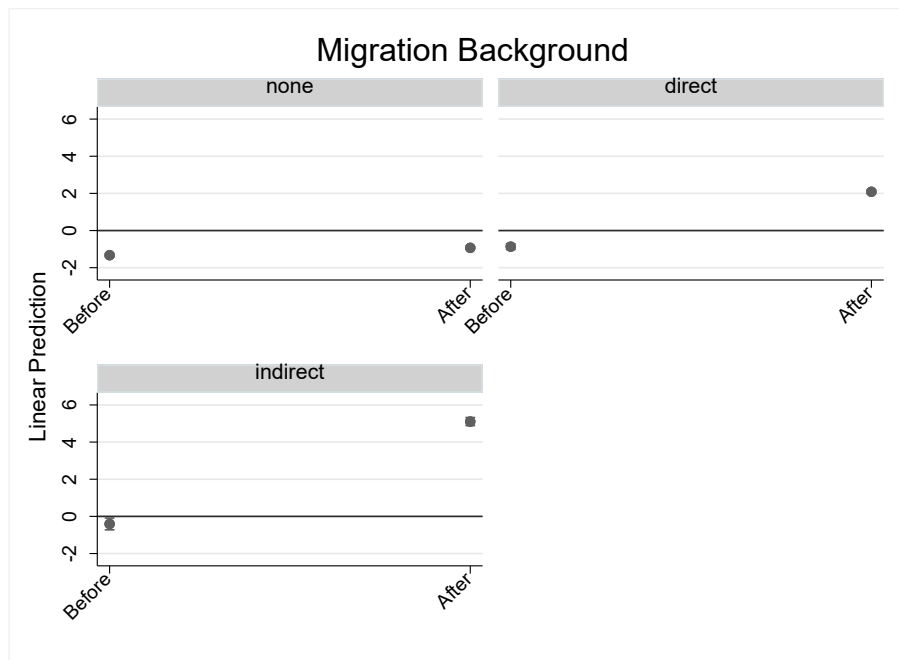 Migration Background
none
direct
6
4
2
0
-2
Before
After
Before
After
Linear Prediction
indirect
6
4
2
0
-2
Before
After